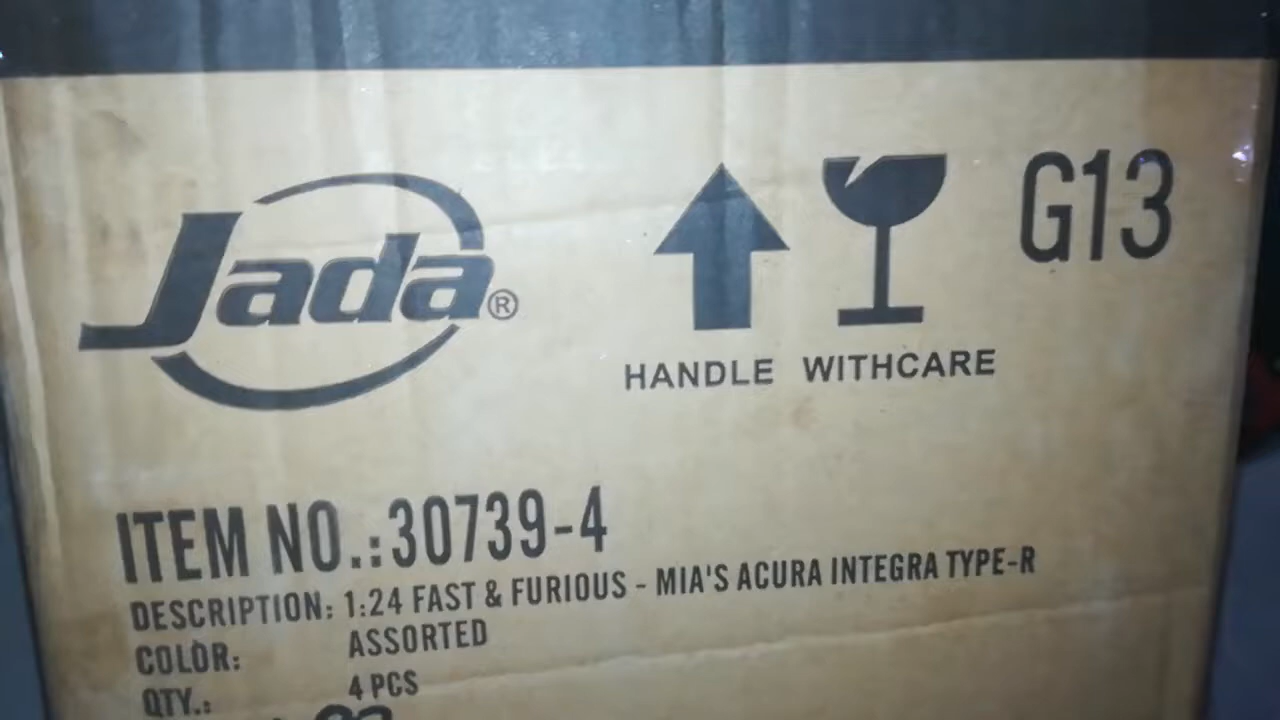 Jada®
G13
HANDLE WITHCARE
ITEM NO.:30739-4
DESCRIPTION: 1:24 FAST & FURIOUS - MIA'S ACURA INTEGRA TYPE-R
COLOR: ASSORTED
QTY.: 4 PCS